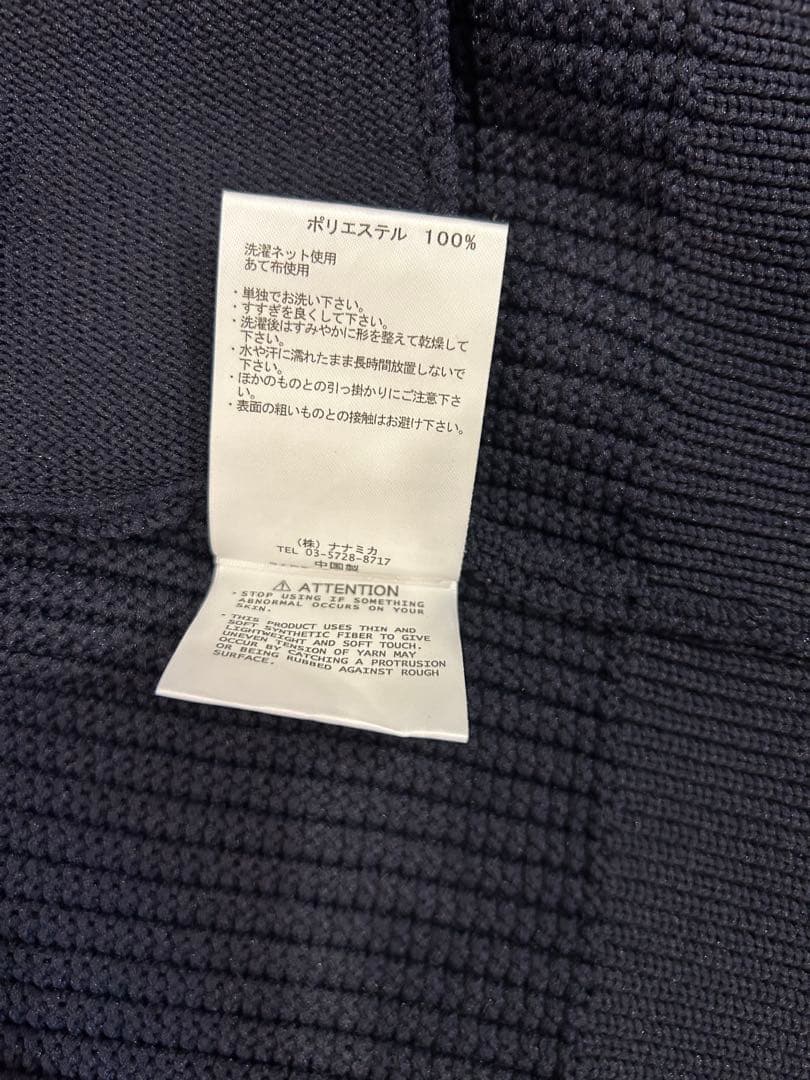 ポリエステル 100%
洗濯ネット使用
あて布使用
・単独でお洗い下さい。
・すすぎを良くして下さい。
・洗濯後はすみやかに形を整えて乾燥して
下さい。
・水や汗に濡れたまま長時間放置しないで
下さい。
・ほかのものとの引っ掛かりにご注意下さ
い。
・表面の粗いものとの接触はお避け下さい。
(株) ナナミカ
TEL 03-5728-8717
中国製
⚠ ATTENTION
- STOP USING IF SOMETHING
ABNORMAL OCCURS ON YOUR
SKIN.
- THIS PRODUCT USES THIN AND
SOFT SYNTHETIC FIBER TO GIVE
LIGHTWEIGHT AND SOFT TOUCH.
UNEVEN TENSION OF YARN MAY
OCCUR BY CATCHING A PROTRUSION
OR BEING RUBBED AGAINST ROUGH
SURFACE.